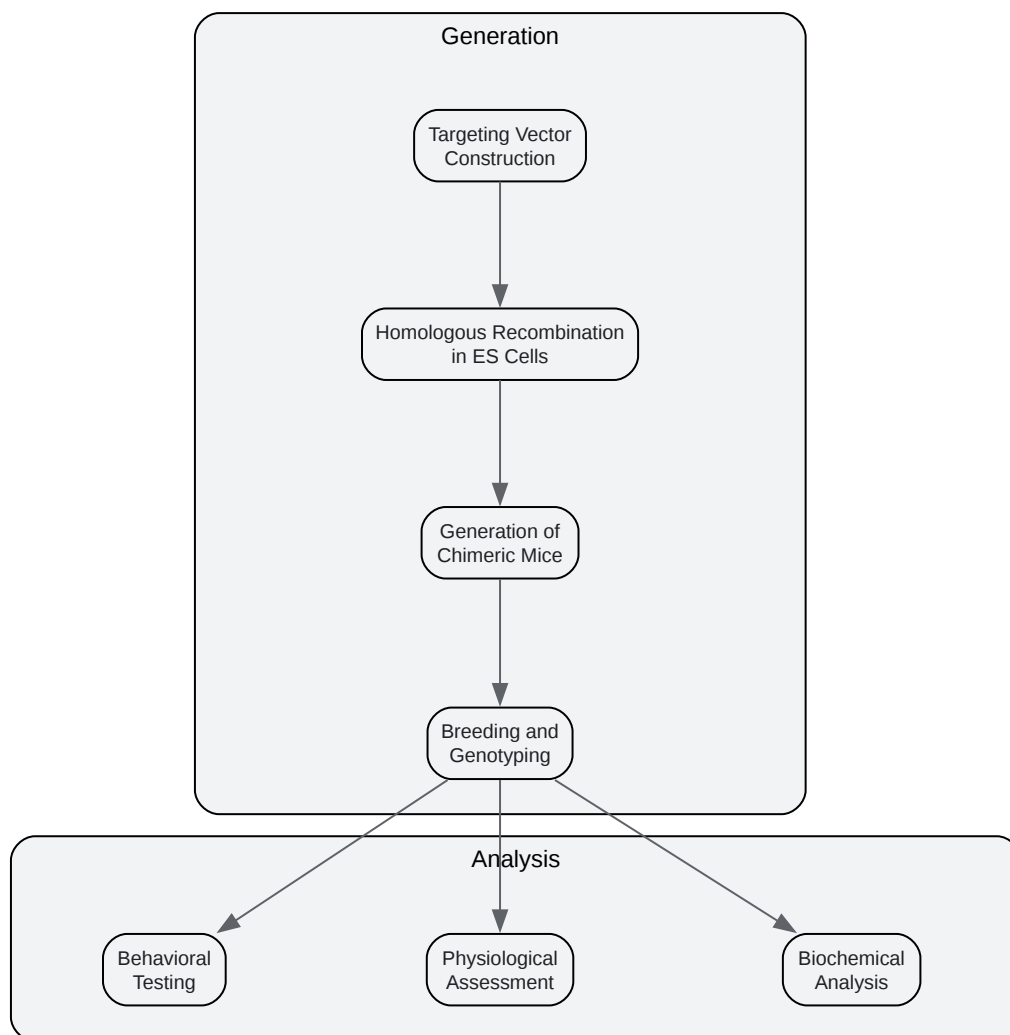 Generation
Targeting Vector
Construction
Homologous Recombination
in ES Cells
Generation of
Chimeric Mice
Breeding and
Genotyping
Analysis
Behavioral
Testing
Physiological
Assessment
Biochemical
Analysis